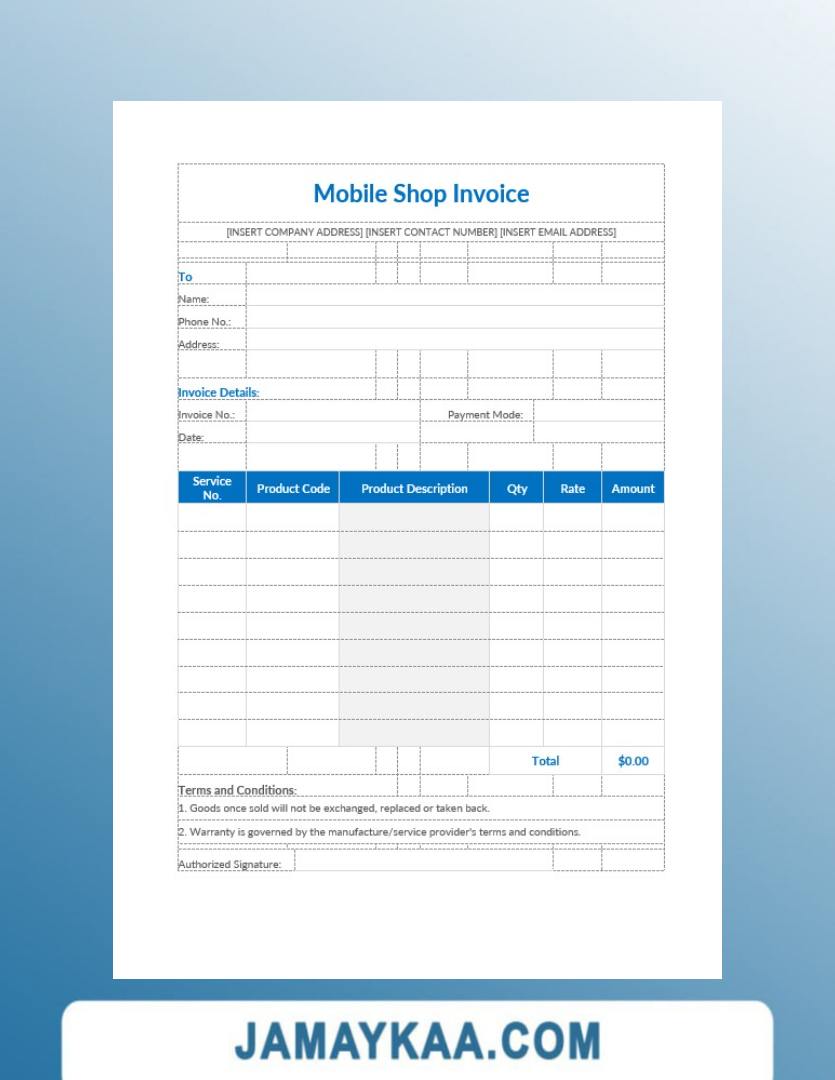 Mobile Shop Invoice
[INSERT COMPANY ADDRESS] [INSERT CONTACT NUMBER] [INSERT EMAIL ADDRESS]
To
Name:
Phone No.:
Address:
Invoice Details:
Invoice No.: Payment Mode:
Date:
Service No. Product Code Product Description Qty Rate Amount
Total $0.00
Terms and Conditions:
1. Goods once sold will not be exchanged, replaced or taken back.
2. Warranty is governed by the manufacture/service provider's terms and conditions.
Authorized Signature:
JAMAYKAA.COM